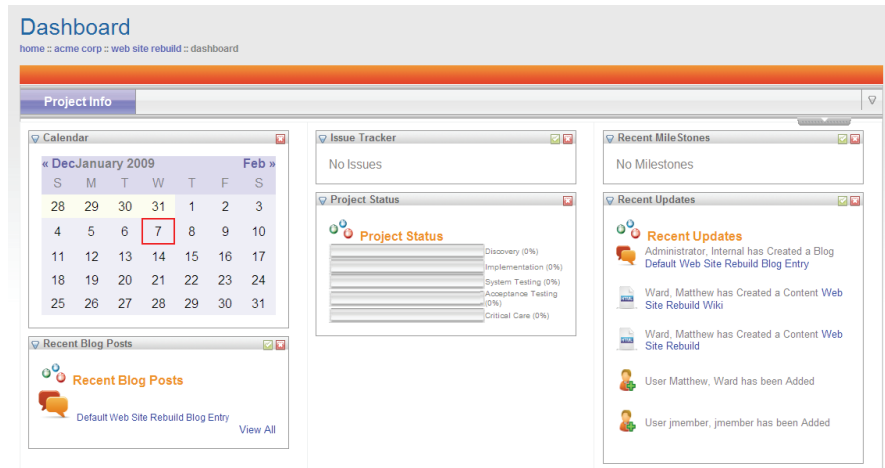 Dashboard
home :: acme corp :: web site rebuild :: dashboard
Project Info
Calendar
« Dec January 2009 Feb »
S M T W T F S
28 29 30 31 1 2 3
4 5 6 7 8 9 10
11 12 13 14 15 16 17
18 19 20 21 22 23 24
25 26 27 28 29 30 31
Recent Blog Posts
Recent Blog Posts
Default Web Site Rebuild Blog Entry
View All
Issue Tracker
No Issues
Project Status
Project Status
Discovery (0%)
Implementation (0%)
System Testing (0%)
Acceptance Testing
(0%)
Critical Care (0%)
Recent MileStones
No Milestones
Recent Updates
Recent Updates
Administrator, Internal has Created a Blog
Default Web Site Rebuild Blog Entry
HTML
Ward, Matthew has Created a Content Web
Site Rebuild Wiki
HTML
Ward, Matthew has Created a Content Web
Site Rebuild
User Matthew, Ward has been Added
User jmember, jmember has been Added